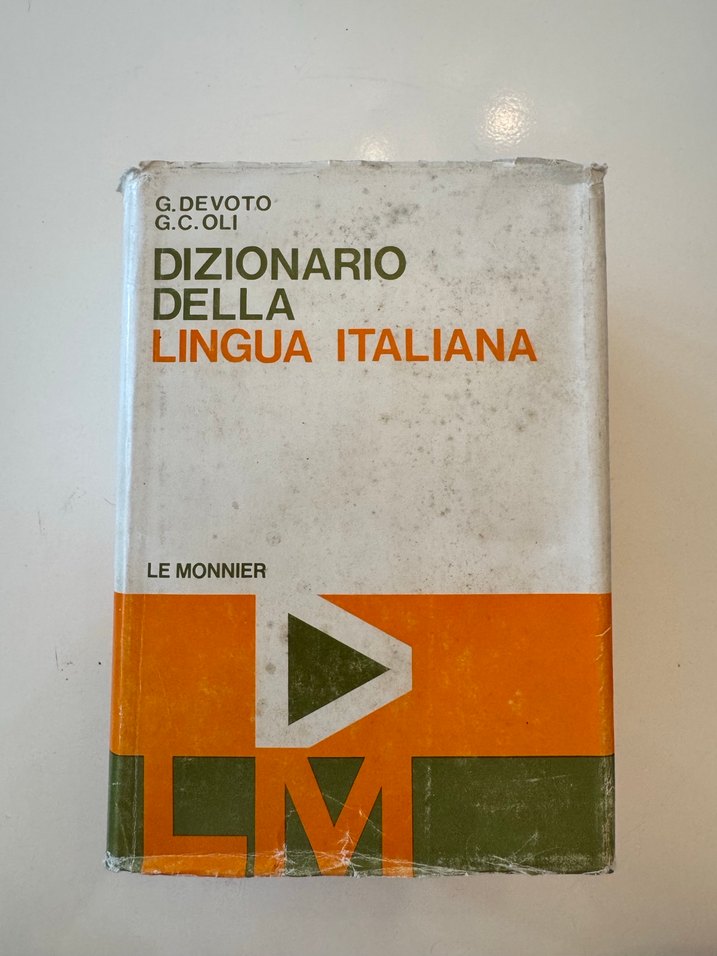 G. DEVOTO
G. C. OLI
DIZIONARIO
DELLA
LINGUA ITALIANA
LE MONNIER
D
LM